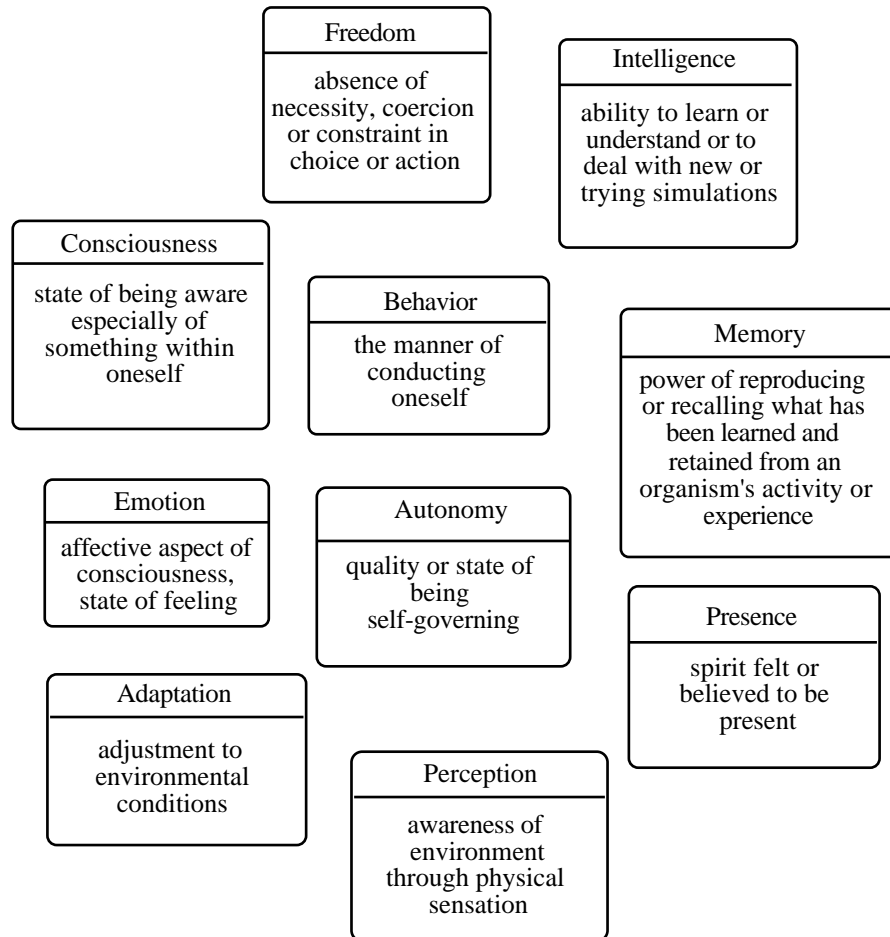 Freedom
absence of
necessity, coercion
or constraint in
choice or action
Intelligence
ability to learn or
understand or to
deal with new or
trying simulations
Consciousness
state of being aware
especially of
something within
oneself
Behavior
the manner of
conducting
oneself
Memory
power of reproducing
or recalling what has
been learned and
retained from an
organism's activity or
experience
Emotion
affective aspect of
consciousness,
state of feeling
Autonomy
quality or state of
being
self-governing
Presence
spirit felt or
believed to be
present
Adaptation
adjustment to
environmental
conditions
Perception
awareness of
environment
through physical
sensation